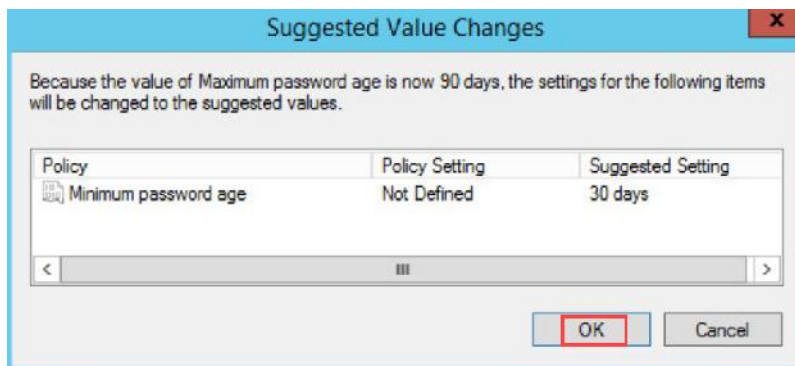 Suggested Value Changes
x
Because the value of Maximum password age is now 90 days, the settings for the following items
will be changed to the suggested values.
Policy Policy Setting Suggested Setting
Minimum password age Not Defined 30 days
OK Cancel